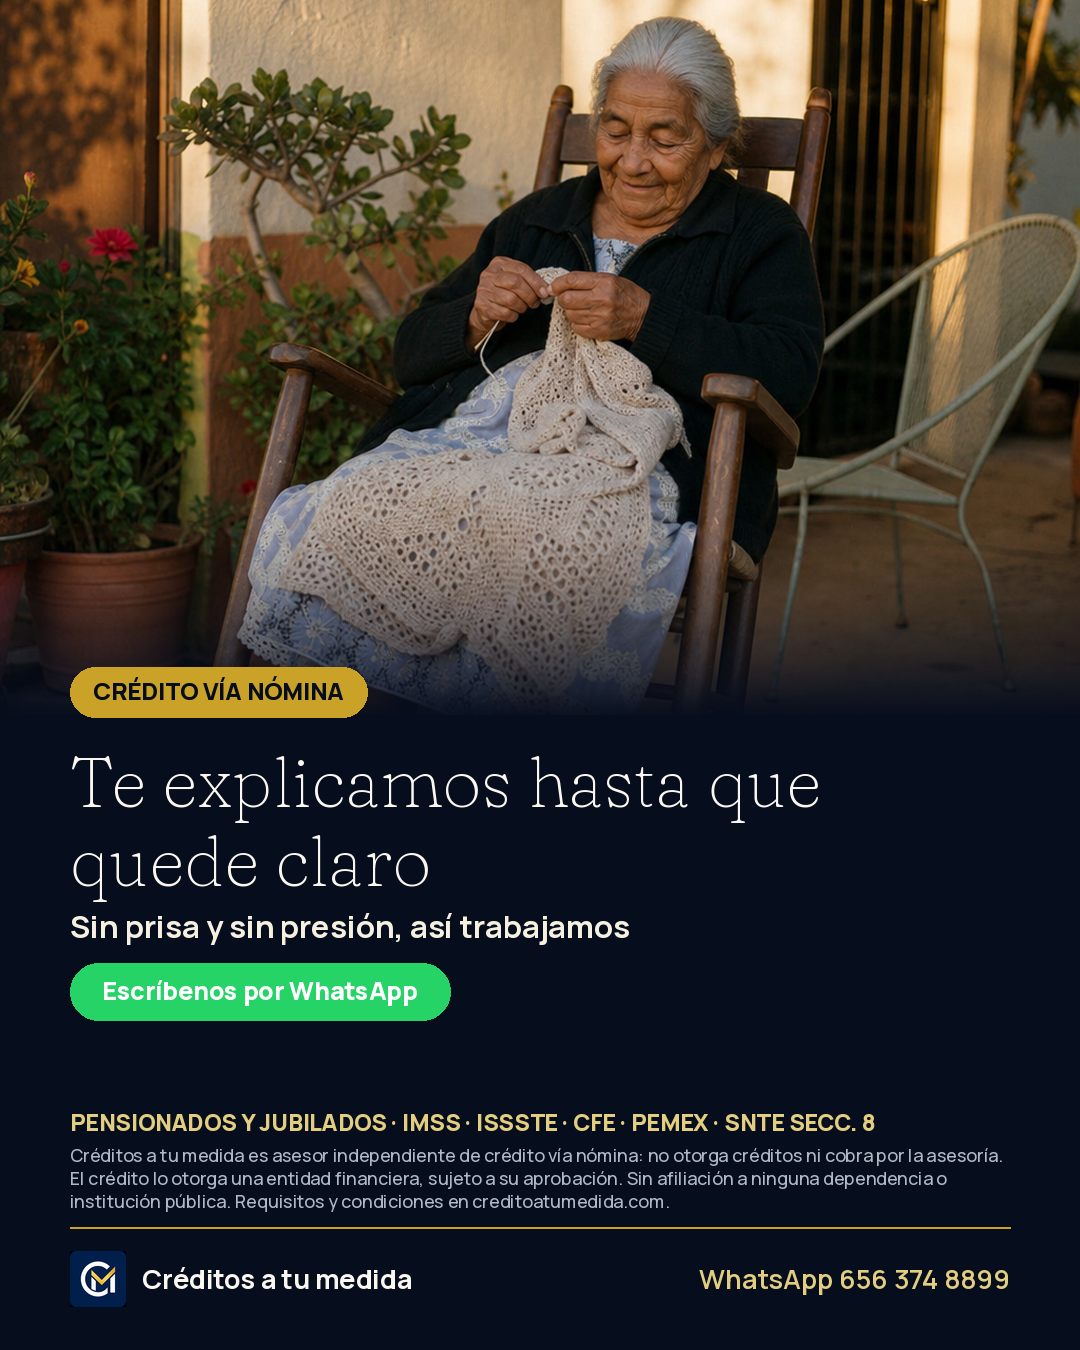 CRÉDITO VÍA NÓMINA
Te explicamos hasta que
quede claro
Sin prisa y sin presión, así trabajamos
Escríbenos por WhatsApp
PENSIONADOS Y JUBILADOS · IMSS · ISSSTE · CFE · PEMEX · SNTE SECC. 8
Créditos a tu medida es asesor independiente de crédito vía nómina: no otorga créditos ni cobra por la asesoría.
El crédito lo otorga una entidad financiera, sujeto a su aprobación. Sin afiliación a ninguna dependencia o
institución pública. Requisitos y condiciones en creditoatumedida.com.
Créditos a tu medida
WhatsApp 656 374 8899